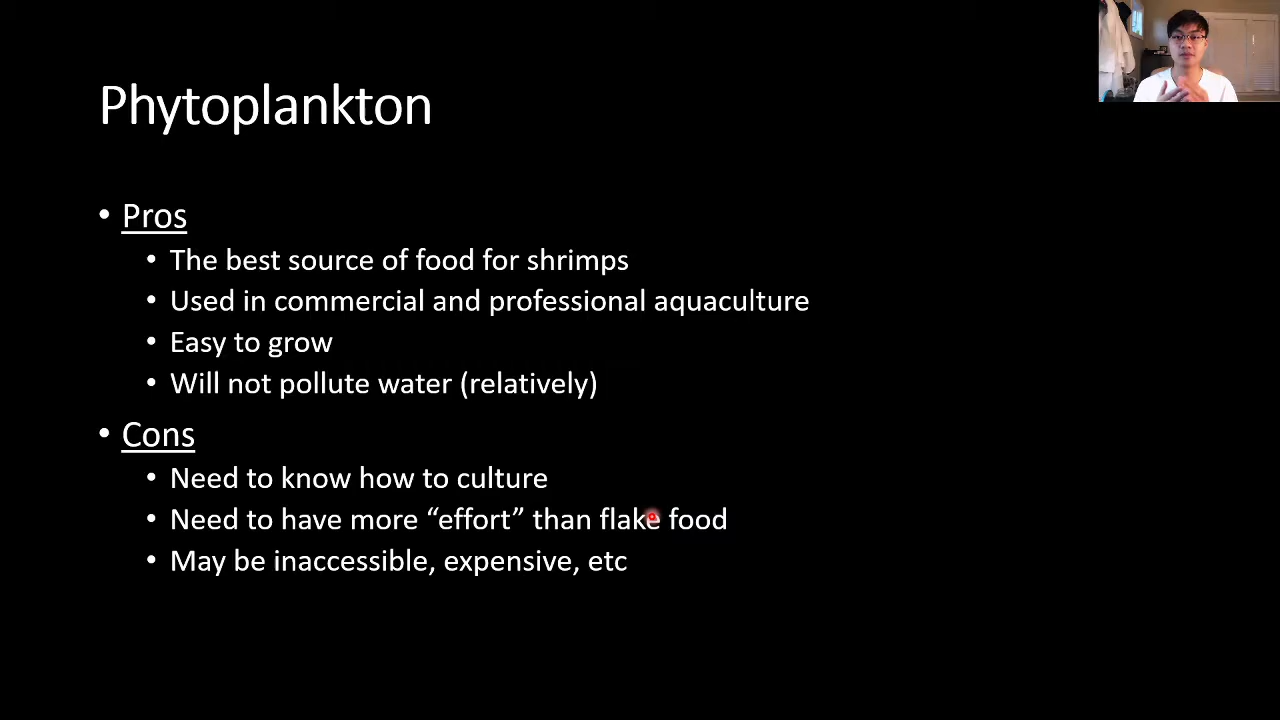 Phytoplankton
• Pros
• The best source of food for shrimps
• Used in commercial and professional aquaculture
• Easy to grow
• Will not pollute water (relatively)
• Cons
• Need to know how to culture
• Need to have more “effort” than flake food
• May be inaccessible, expensive, etc